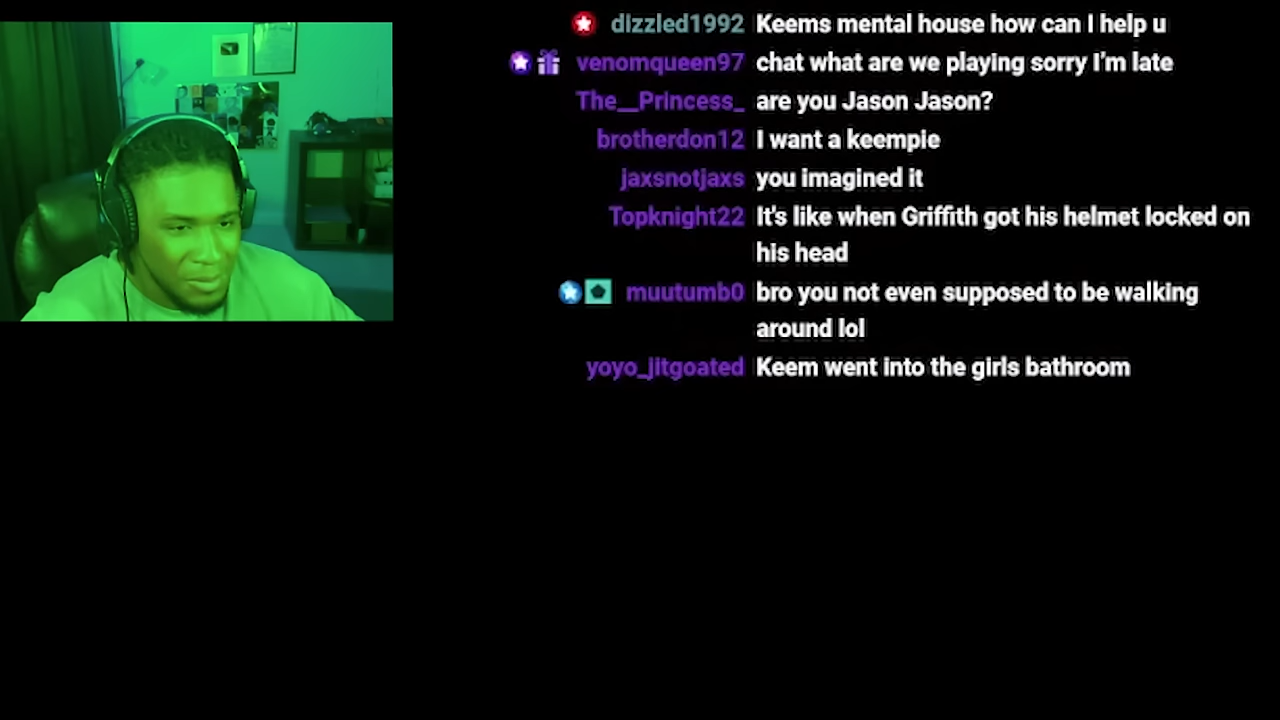 dizzled1992 Keems mental house how can I help u
venomqueen97 chat what are we playing sorry I'm late
The__Princess_ are you Jason Jason?
brotherdon12 I want a keempie
jaxsnotjaxs you imagined it
Topknight22 It's like when Griffith got his helmet locked on
his head
muutumb0 bro you not even supposed to be walking
around lol
yoyo_jitgoated Keem went into the girls bathroom